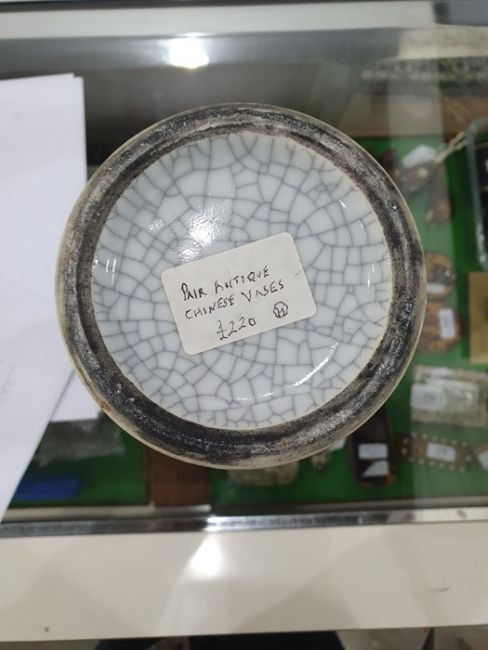 PAIR ANTIQUE
CHINESE VASES
£220